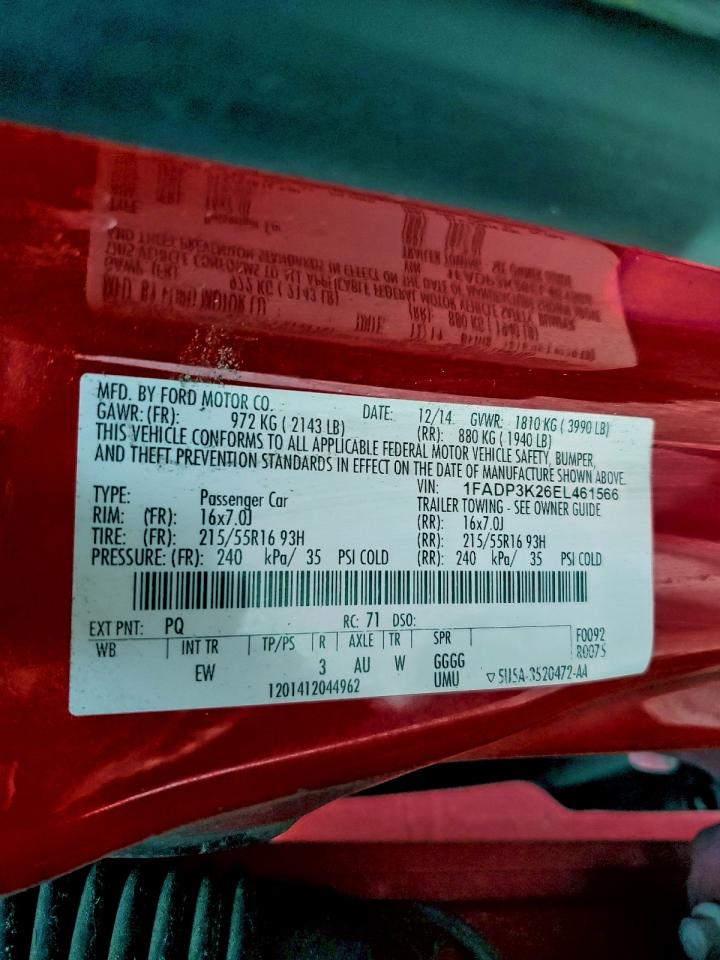 MFD. BY FORD MOTOR CO. DATE: 12/14 GVWR: 1810 KG ( 3990 LB)
GAWR: (FR): 972 KG ( 2143 LB) (RR): 880 KG ( 1940 LB)
THIS VEHICLE CONFORMS TO ALL APPLICABLE FEDERAL MOTOR VEHICLE SAFETY, BUMPER,
AND THEFT PREVENTION STANDARDS IN EFFECT ON THE DATE OF MANUFACTURE SHOWN ABOVE.
VIN: 1FADP3K26EL461566
TYPE: Passenger Car TRAILER TOWING - SEE OWNER GUIDE
RIM: (FR): 16x7.0J (RR): 16x7.0J
TIRE: (FR): 215/55R16 93H (RR): 215/55R16 93H
PRESSURE: (FR): 240 kPa/ 35 PSI COLD (RR): 240 kPa/ 35 PSI COLD
EXT PNT: PQ RC: 71 DSO:
WB INT TR TP/PS R AXLE TR SPR F0092
R0075
EW 3 AU W GGGG
UMU
1201412044962 ▽5U5A-3520472-AA